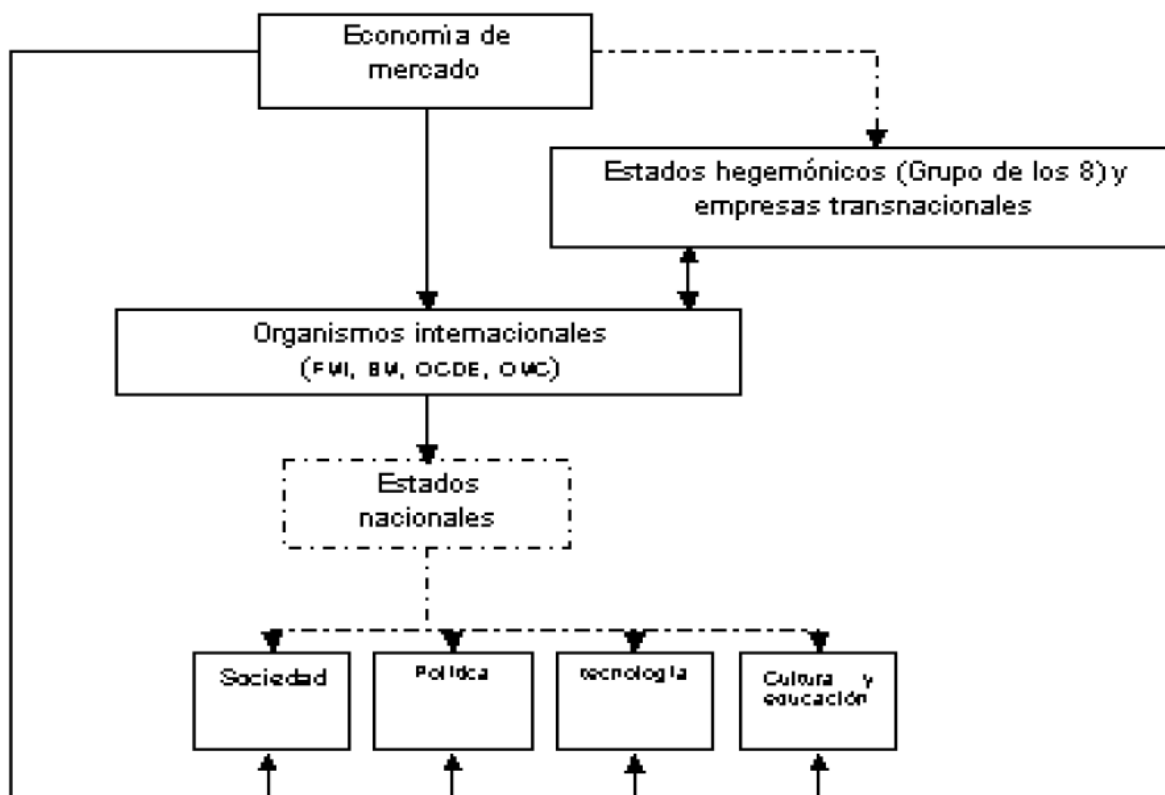 Economia de
mercado
Estados hegemónicos (Grupo de los 8) y
empresas transnacionales
Organismos internacionales
(FMI, BM, OCDE, OMC)
Estados
nacionales
Sociedad
Política
tecnología
Cultura y
educación